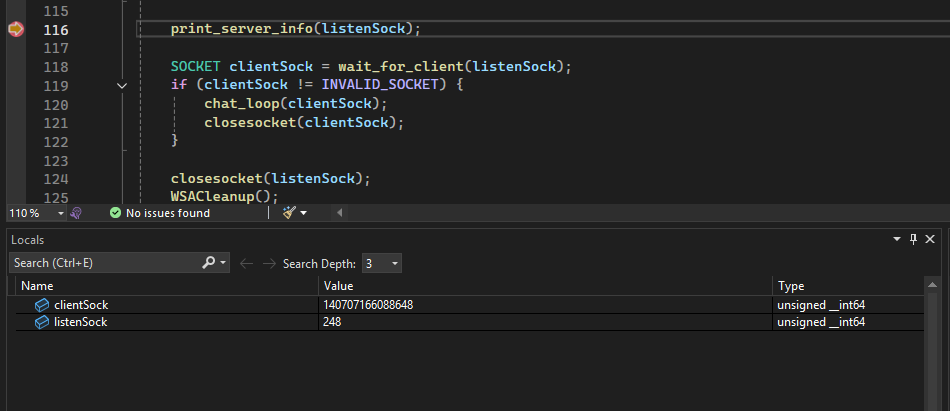 115
116 print_server_info(listenSock);
117
118 SOCKET clientSock = wait_for_client(listenSock);
119 if (clientSock != INVALID_SOCKET) {
120 chat_loop(clientSock);
121 closesocket(clientSock);
122 }
123
124 closesocket(listenSock);
125 WSACleanup();
110 % No issues found
Locals
Search (Ctrl+E) Search Depth: 3
Name Value Type
clientSock 140707166088648 unsigned __int64
listenSock 248 unsigned __int64